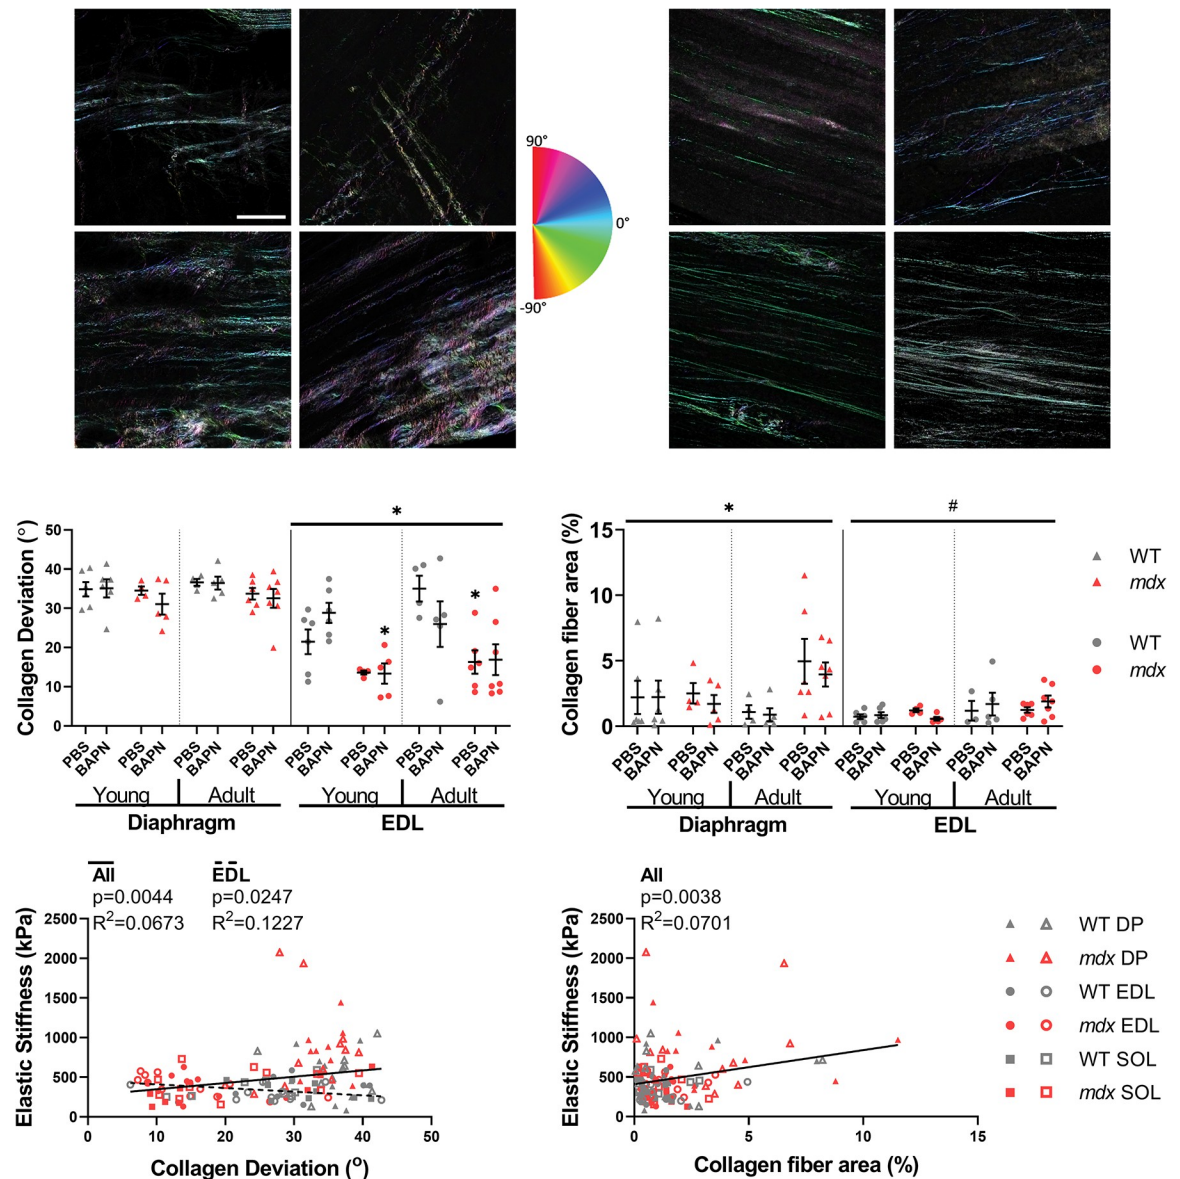 90°
0°
-90°
Collagen Deviation (°)
50
40
30
20
10
0
*
*
*
PBS
BAPN
PBS
BAPN
PBS
BAPN
PBS
BAPN
PBS
BAPN
PBS
BAPN
PBS
BAPN
PBS
BAPN
Young
Adult
Young
Adult
Diaphragm
EDL
Collagen fiber area (%)
15
10
5
0
*
#
PBS
BAPN
PBS
BAPN
PBS
BAPN
PBS
BAPN
PBS
BAPN
PBS
BAPN
PBS
BAPN
PBS
BAPN
Young
Adult
Young
Adult
Diaphragm
EDL
WT
mdx
WT
mdx
All
p=0.0044
R²=0.0673
EDL
p=0.0247
R²=0.1227
Elastic Stiffness (kPa)
2500
2000
1500
1000
500
0
0
10
20
30
40
50
Collagen Deviation (⁰)
All
p=0.0038
R²=0.0701
Elastic Stiffness (kPa)
2500
2000
1500
1000
500
0
0
5
10
15
Collagen fiber area (%)
WT DP
mdx DP
WT EDL
mdx EDL
WT SOL
mdx SOL